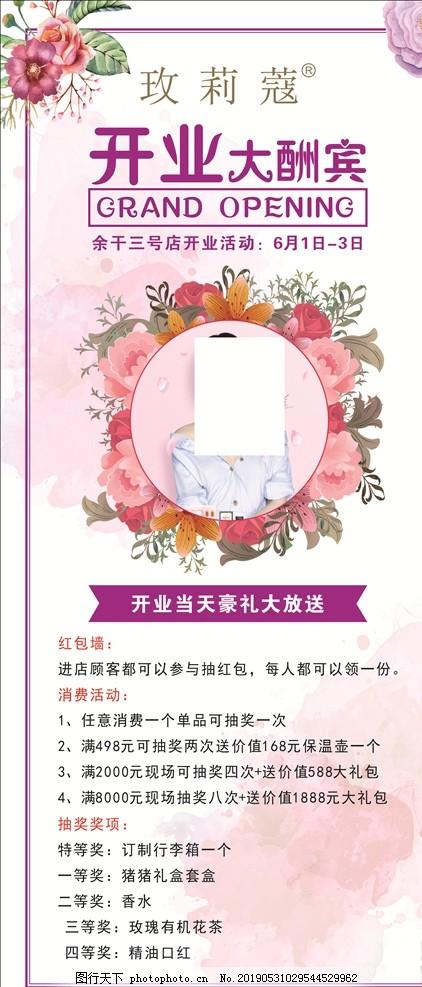 玫莉蔻®
开业大酬宾
GRAND OPENING
余干三号店开业活动：6月1日-3日
开业当天豪礼大放送
红包墙：
进店顾客都可以参与抽红包，每人都可以领一份。
消费活动：
1、任意消费一个单品可抽奖一次
2、满498元可抽奖两次送价值168元保温壶一个
3、满2000元现场可抽奖四次+送价值588大礼包
4、满8000元现场抽奖八次+送价值1888元大礼包
抽奖奖项：
特等奖：订制行李箱一个
一等奖：猪猪礼盒套盒
二等奖：香水
三等奖：玫瑰有机花茶
四等奖：精油口红
图行天下 photophoto.cn No.20190531029544529962